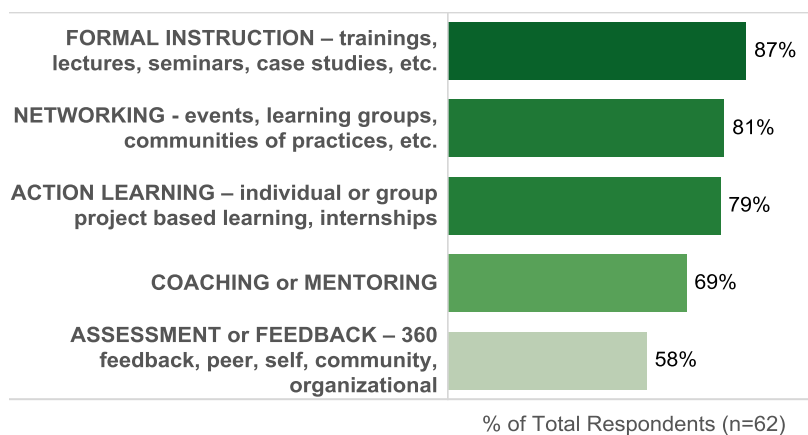 FORMAL INSTRUCTION – trainings,
lectures, seminars, case studies, etc.
87%
NETWORKING - events, learning groups,
communities of practices, etc.
81%
ACTION LEARNING – individual or group
project based learning, internships
79%
COACHING or MENTORING
69%
ASSESSMENT or FEEDBACK – 360
feedback, peer, self, community,
organizational
58%
% of Total Respondents (n=62)